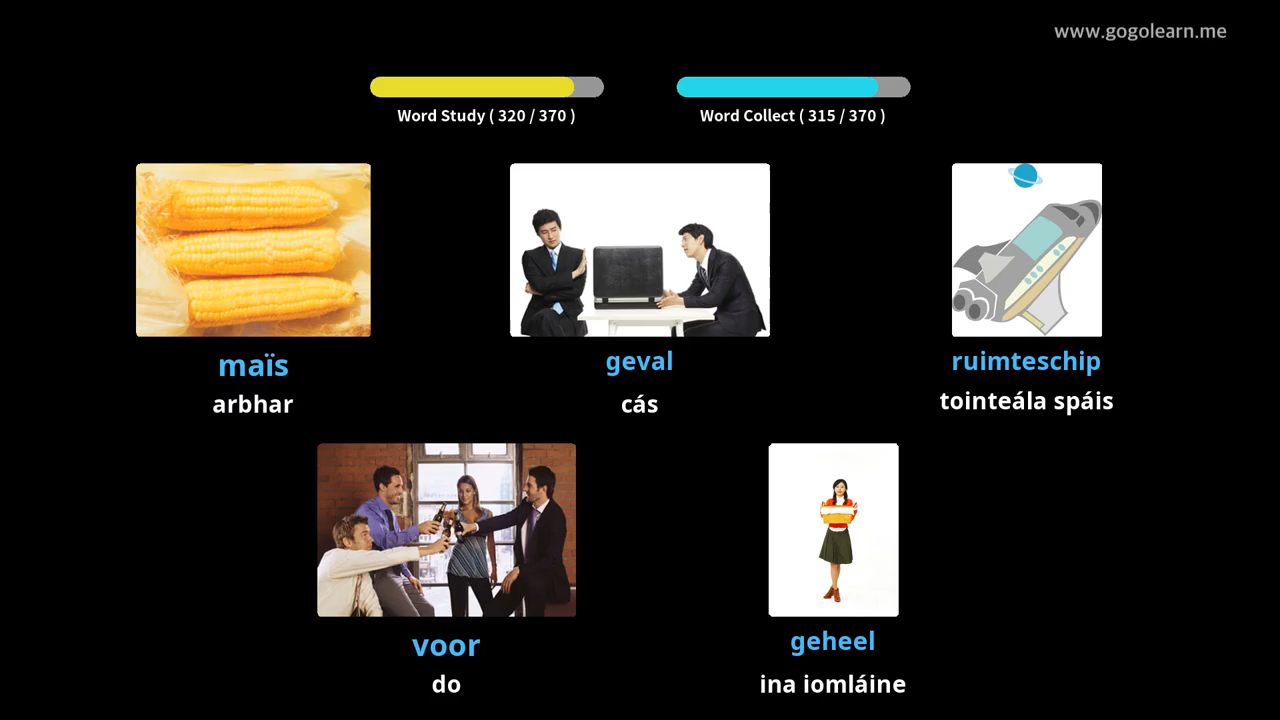 www.gogolearn.me
Word Study ( 320 / 370 )
Word Collect ( 315 / 370 )
maïs
arbhar
geval
cás
ruimteschip
tointeála spáis
voor
do
geheel
ina iomláine